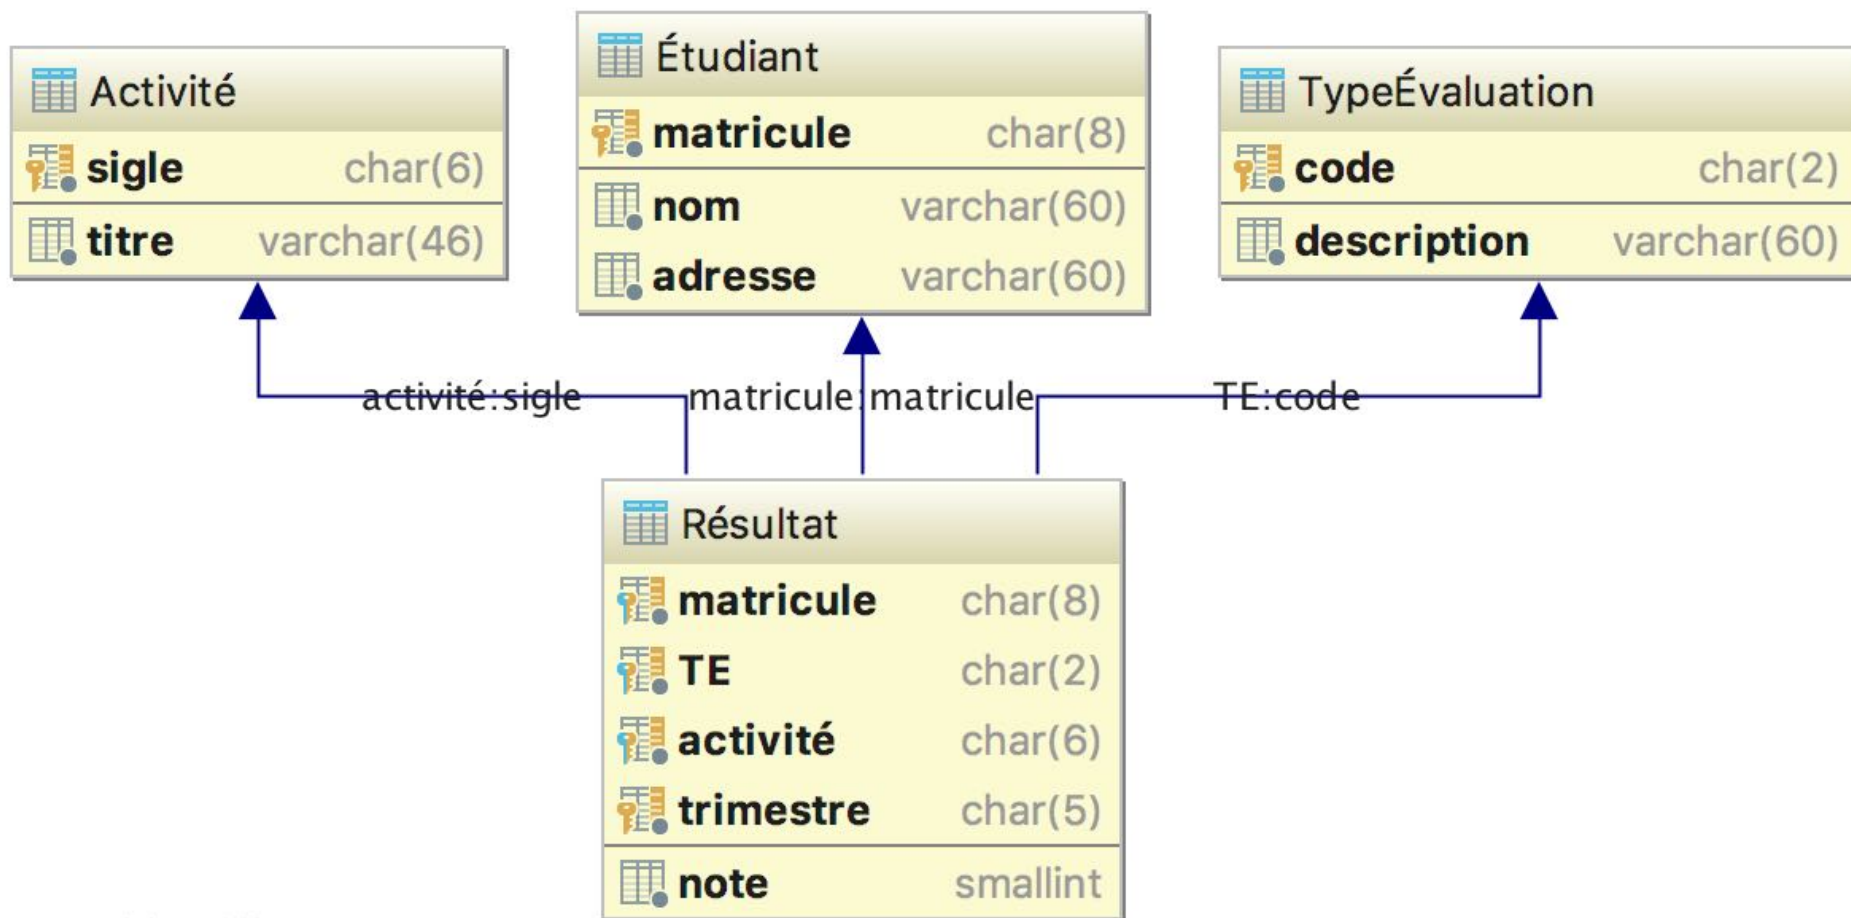 Activité
sigle char(6)
titre varchar(46)
Étudiant
matricule char(8)
nom varchar(60)
adresse varchar(60)
TypeÉvaluation
code char(2)
description varchar(60)
activité:sigle
matricule:matricule
TE:code
Résultat
matricule char(8)
TE char(2)
activité char(6)
trimestre char(5)
note smallint